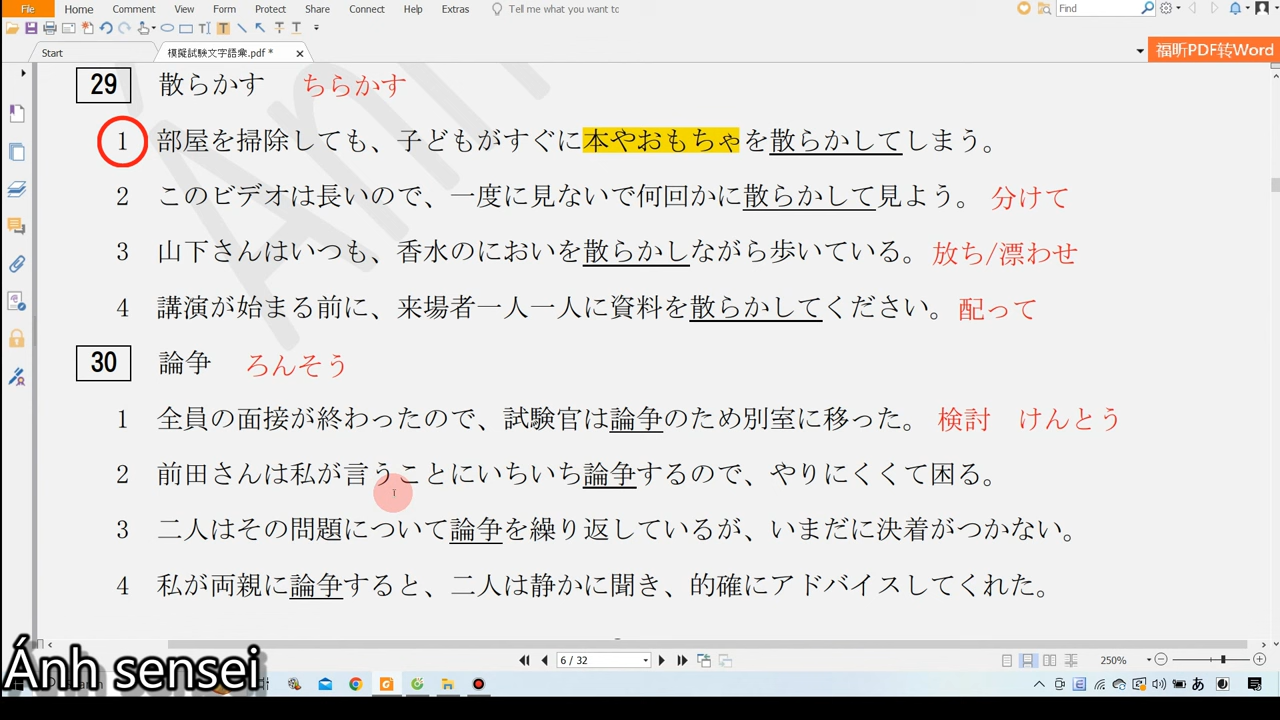 File Home Comment View Form Protect Share Connect Help Extras Tell me what you want to Find
Start 模擬試験文字語彙.pdf * 福昕PDF转Word
29 散らかす ちらかす
1 部屋を掃除しても、子どもがすぐに本やおもちゃを散らかしてしまう。
2 このビデオは長いので、一度に見ないで何回かに散らかして見よう。 分けて
3 山下さんはいつも、香水のにおいを散らかしながら歩いている。 放ち/漂わせ
4 講演が始まる前に、来場者一人一人に資料を散らかしてください。 配って
30 論争 ろんそう
1 全員の面接が終わったので、試験官は論争のため別室に移った。 検討 けんとう
2 前田さんは私が言うことにいちいち論争するので、やりにくくて困る。
3 二人はその問題について論争を繰り返しているが、いまだに決着がつかない。
4 私が両親に論争すると、二人は静かに聞き、的確にアドバイスしてくれた。
6 / 32 250%
Ánh sensei
あ